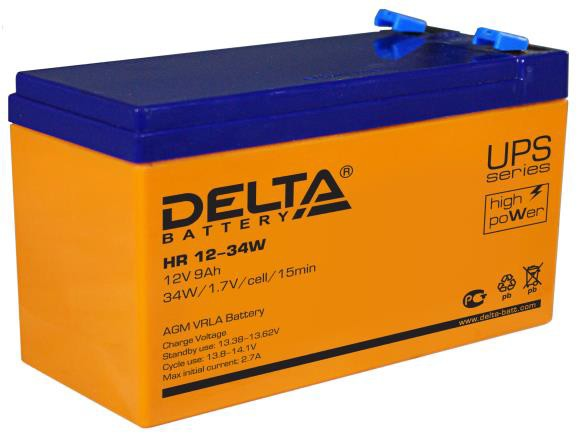 DELTA®
BATTERY
HR 12-34W
12V 9Ah
34W/1.7V/cell/15min
AGM VRLA Battery
Charge Voltage
Standby use: 13.38-13.62V
Cycle use: 13.8-14.1V
Max initial current: 2.7A
UPS
series
high
poWer
Pb
Pb
www.delta-batt.com